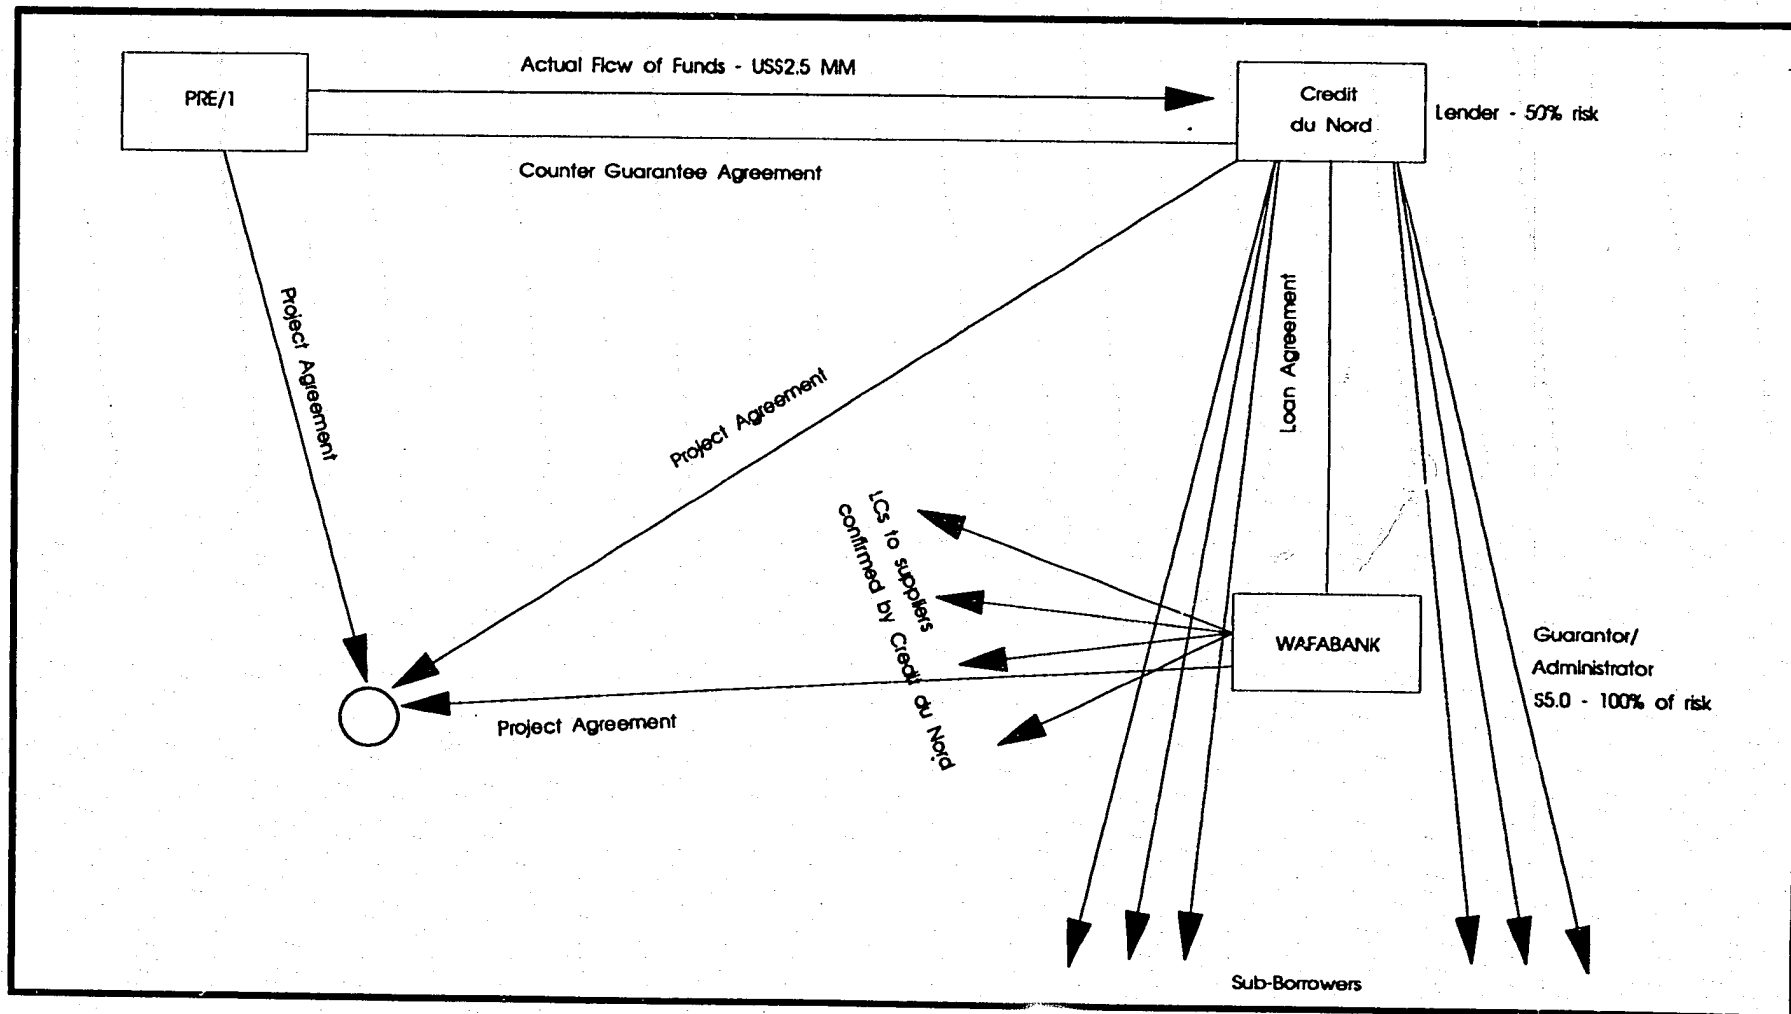 Actual Flow of Funds - US$2.5 MM
PRE/1
Credit
du Nord
Lender - 50% risk
Counter Guarantee Agreement
Project Agreement
Loan Agreement
Project Agreement
LCs to suppliers
confirmed by Credit du Nord
WAFABANK
Guarantor/
Administrator
$5.0 - 100% of risk
Project Agreement
Sub-Borrowers